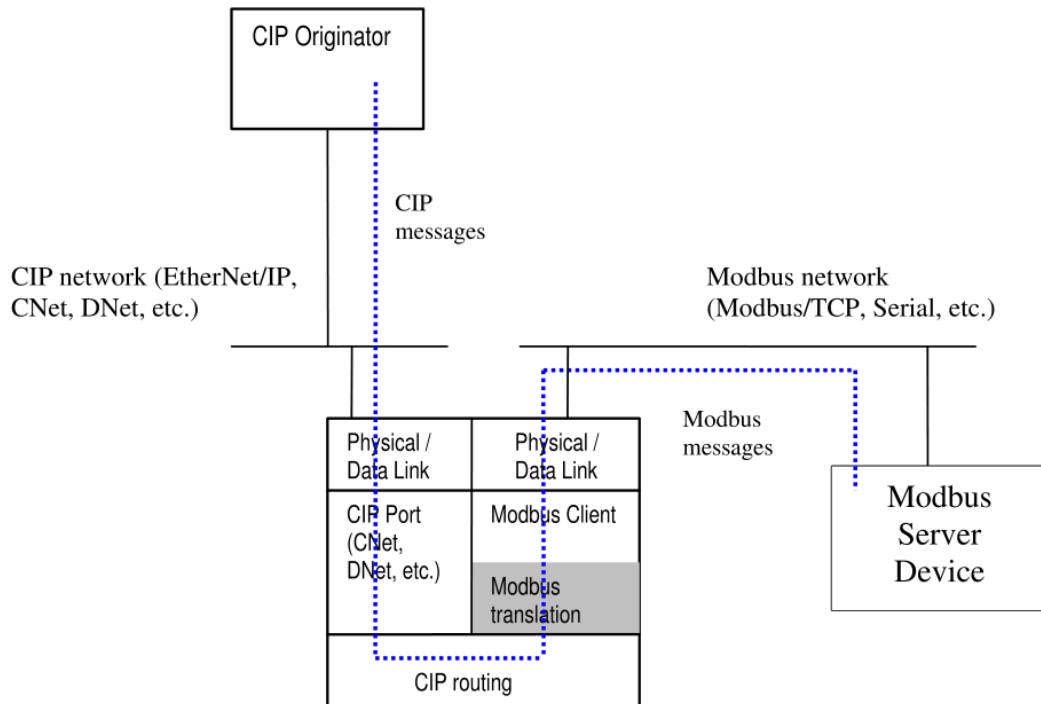 CIP Originator
CIP
messages
CIP network (EtherNet/IP,
CNet, DNet, etc.)
Modbus network
(Modbus/TCP, Serial, etc.)
Modbus
messages
Physical /
Data Link
Physical /
Data Link
CIP Port
(CNet,
DNet, etc.)
Modbus Client
Modbus
translation
CIP routing
Modbus
Server
Device